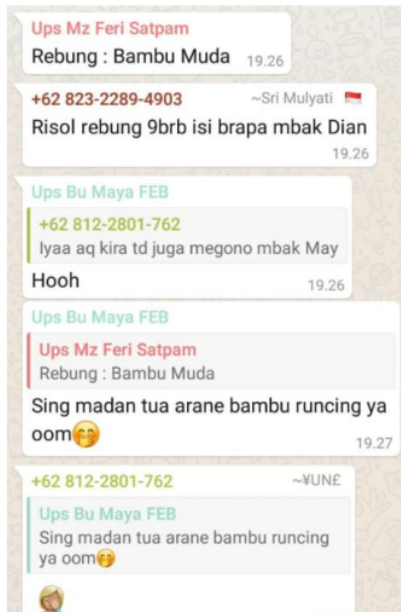 Ups Mz Feri Satpam
Rebung : Bambu Muda 19.26
+62 823-2289-4903 ~Sri Mulyati 🇮🇩
Risol rebung 9brb isi brapa mbak Dian
19.26
Ups Bu Maya FEB
+62 812-2801-762
Iyaa aq kira td juga megono mbak May
Hooh 19.26
Ups Bu Maya FEB
Ups Mz Feri Satpam
Rebung : Bambu Muda
Sing madan tua arane bambu runcing ya
oom🤭
19.27
+62 812-2801-762 ~¥UN£
Ups Bu Maya FEB
Sing madan tua arane bambu runcing
ya oom🤭